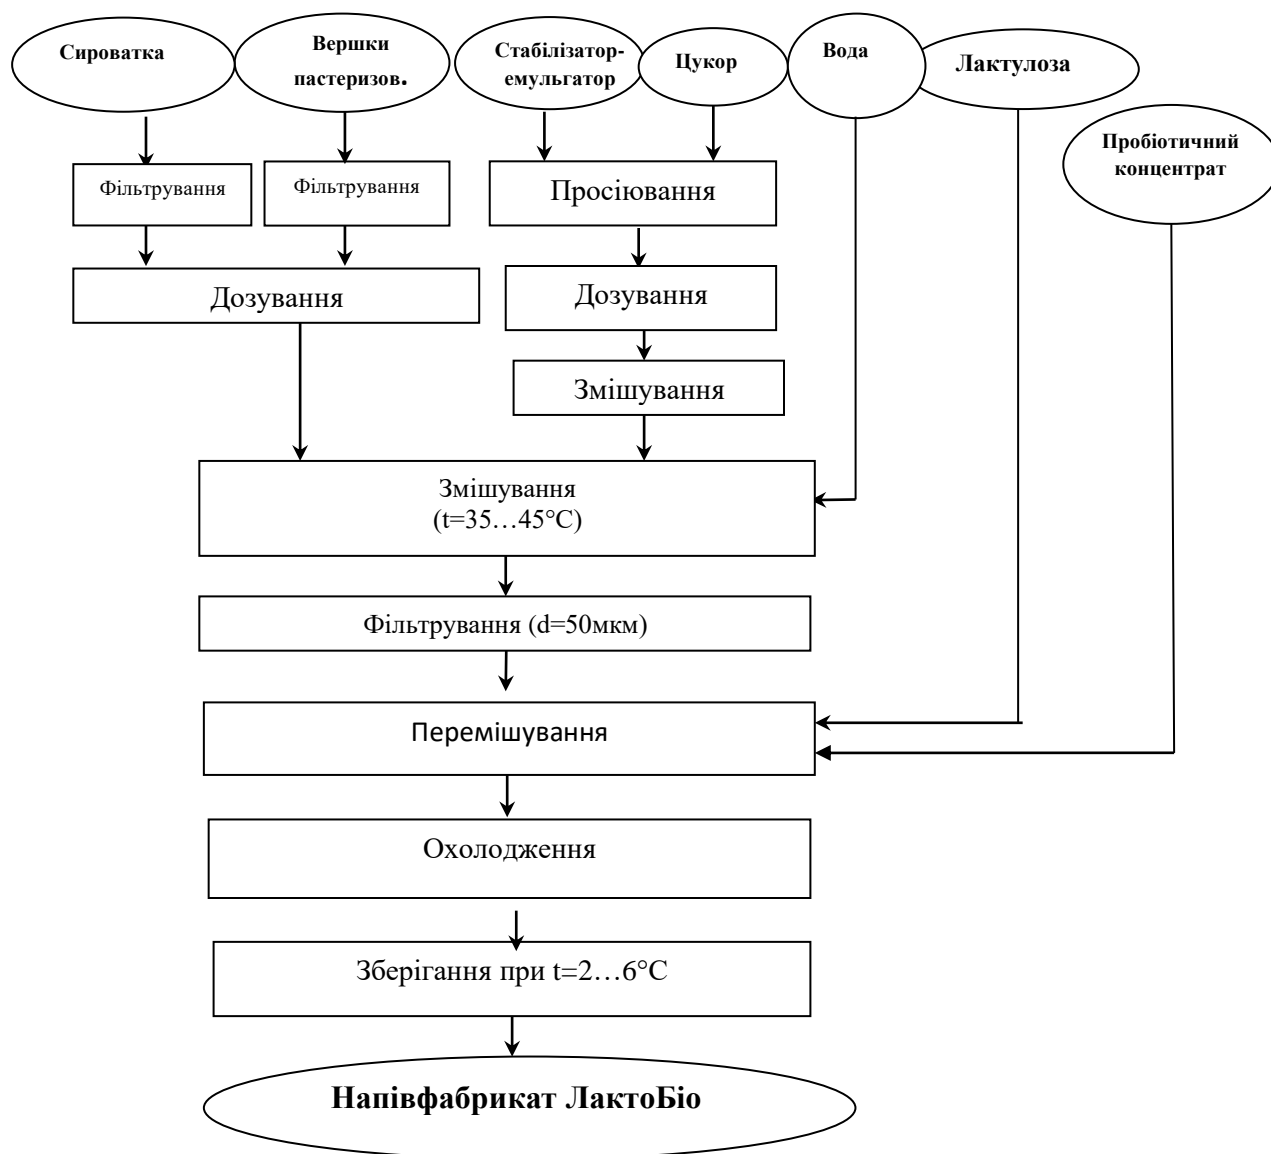 Сироватка
Вершки
пастеризов.
Стабілізатор-
емульгатор
Цукор
Вода
Лактулоза
Пробіотичний
концентрат
Фільтрування
Фільтрування
Просіювання
Дозування
Дозування
Змішування
Змішування
(t=35…45°С)
Фільтрування (d=50мкм)
Перемішування
Охолодження
Зберігання при t=2…6°С
Напівфабрикат ЛактоБіо